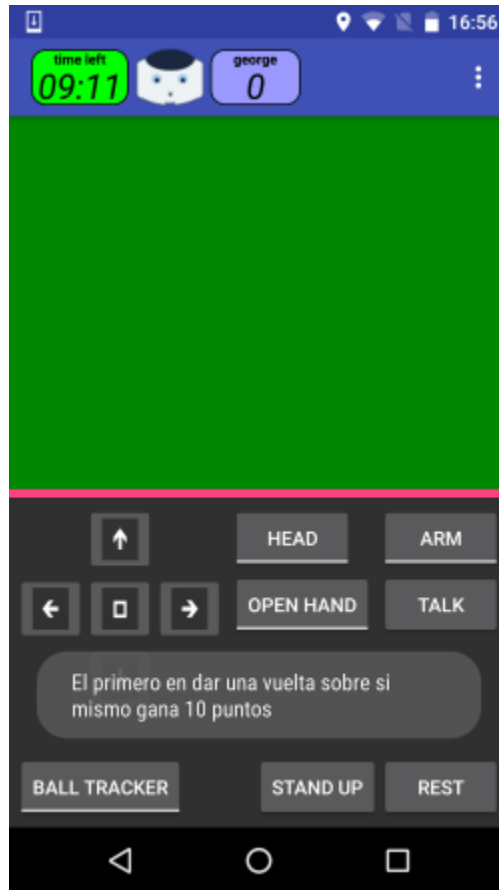 16:56
time left
09:11
george
0
HEAD
ARM
OPEN HAND
TALK
El primero en dar una vuelta sobre si
mismo gana 10 puntos
BALL TRACKER
STAND UP
REST